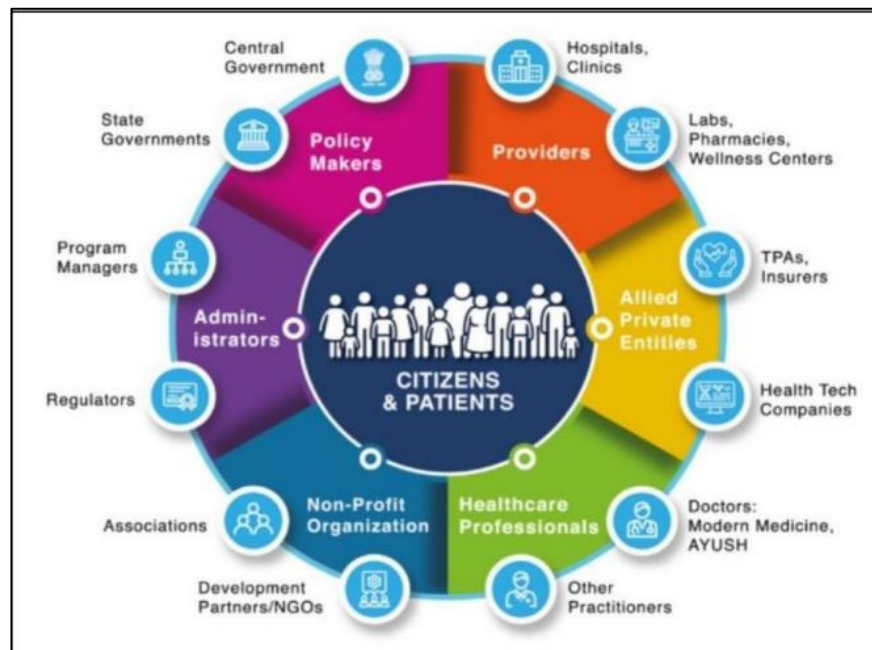 Central
Government
Hospitals,
Clinics
State
Governments
Policy
Makers
Providers
Labs,
Pharmacies,
Wellness Centers
Program
Managers
TPAs,
Insurers
Admin-
istrators
Allied
Private
Entities
CITIZENS
& PATIENTS
Regulators
Health Tech
Companies
Associations
Non-Profit
Organization
Healthcare
Professionals
Doctors:
Modern Medicine,
AYUSH
Development
Partners/NGOs
Other
Practitioners